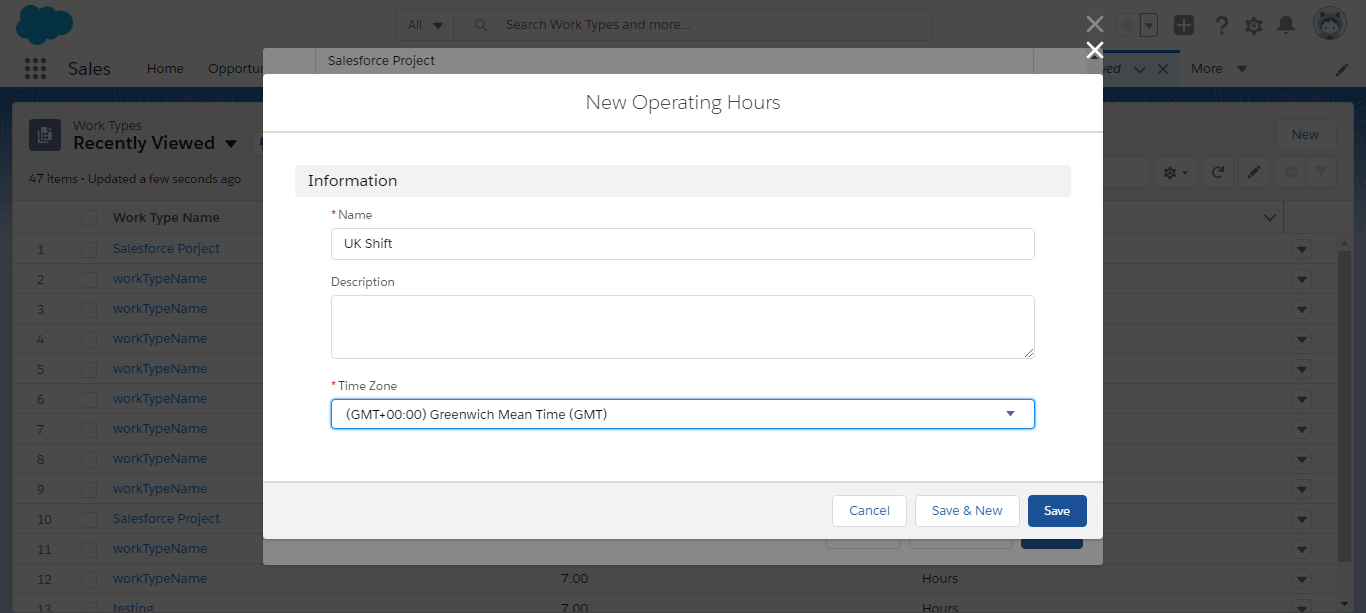 All
Search Work Types and more...
Salesforce Project
Sales
Home
Opportun
ved
More
New Operating Hours
Work Types
Recently Viewed
New
47 items • Updated a few seconds ago
Information
* Name
UK Shift
Description
* Time Zone
(GMT+00:00) Greenwich Mean Time (GMT)
Cancel
Save & New
Save
Work Type Name
1 Salesforce Porject
2 workTypeName
3 workTypeName
4 workTypeName
5 workTypeName
6 workTypeName
7 workTypeName
8 workTypeName
9 workTypeName
10 Salesforce Project
11 workTypeName
12 workTypeName 7.00 Hours
13 testing 7.00 Hours